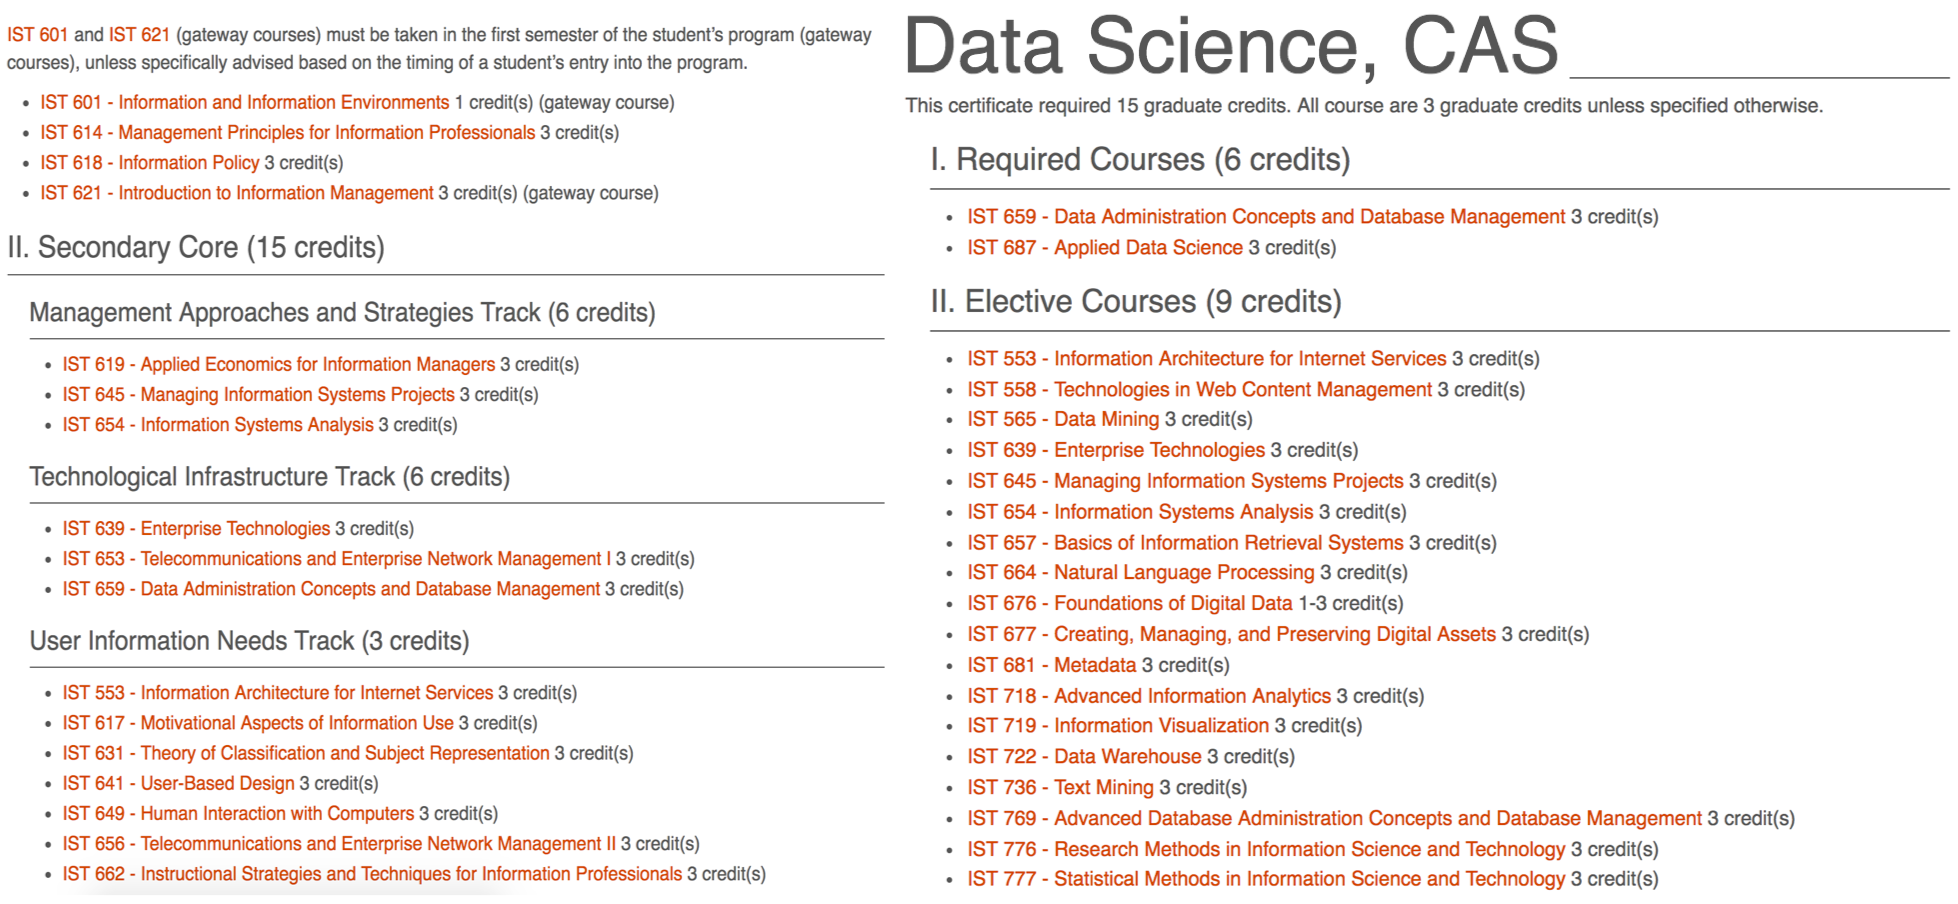 IST 601 and IST 621 (gateway courses) must be taken in the first semester of the student's program (gateway
courses), unless specifically advised based on the timing of a student's entry into the program.
• IST 601 - Information and Information Environments 1 credit(s) (gateway course)
• IST 614 - Management Principles for Information Professionals 3 credit(s)
• IST 618 - Information Policy 3 credit(s)
• IST 621 - Introduction to Information Management 3 credit(s) (gateway course)
II. Secondary Core (15 credits)
Management Approaches and Strategies Track (6 credits)
• IST 619 - Applied Economics for Information Managers 3 credit(s)
• IST 645 - Managing Information Systems Projects 3 credit(s)
• IST 654 - Information Systems Analysis 3 credit(s)
Technological Infrastructure Track (6 credits)
• IST 639 - Enterprise Technologies 3 credit(s)
• IST 653 - Telecommunications and Enterprise Network Management I 3 credit(s)
• IST 659 - Data Administration Concepts and Database Management 3 credit(s)
User Information Needs Track (3 credits)
• IST 553 - Information Architecture for Internet Services 3 credit(s)
• IST 617 - Motivational Aspects of Information Use 3 credit(s)
• IST 631 - Theory of Classification and Subject Representation 3 credit(s)
• IST 641 - User-Based Design 3 credit(s)
• IST 649 - Human Interaction with Computers 3 credit(s)
• IST 656 - Telecommunications and Enterprise Network Management II 3 credit(s)
• IST 662 - Instructional Strategies and Techniques for Information Professionals 3 credit(s)
Data Science, CAS
This certificate required 15 graduate credits. All course are 3 graduate credits unless specified otherwise.
I. Required Courses (6 credits)
• IST 659 - Data Administration Concepts and Database Management 3 credit(s)
• IST 687 - Applied Data Science 3 credit(s)
II. Elective Courses (9 credits)
• IST 553 - Information Architecture for Internet Services 3 credit(s)
• IST 558 - Technologies in Web Content Management 3 credit(s)
• IST 565 - Data Mining 3 credit(s)
• IST 639 - Enterprise Technologies 3 credit(s)
• IST 645 - Managing Information Systems Projects 3 credit(s)
• IST 654 - Information Systems Analysis 3 credit(s)
• IST 657 - Basics of Information Retrieval Systems 3 credit(s)
• IST 664 - Natural Language Processing 3 credit(s)
• IST 676 - Foundations of Digital Data 1-3 credit(s)
• IST 677 - Creating, Managing, and Preserving Digital Assets 3 credit(s)
• IST 681 - Metadata 3 credit(s)
• IST 718 - Advanced Information Analytics 3 credit(s)
• IST 719 - Information Visualization 3 credit(s)
• IST 722 - Data Warehouse 3 credit(s)
• IST 736 - Text Mining 3 credit(s)
• IST 769 - Advanced Database Administration Concepts and Database Management 3 credit(s)
• IST 776 - Research Methods in Information Science and Technology 3 credit(s)
• IST 777 - Statistical Methods in Information Science and Technology 3 credit(s)